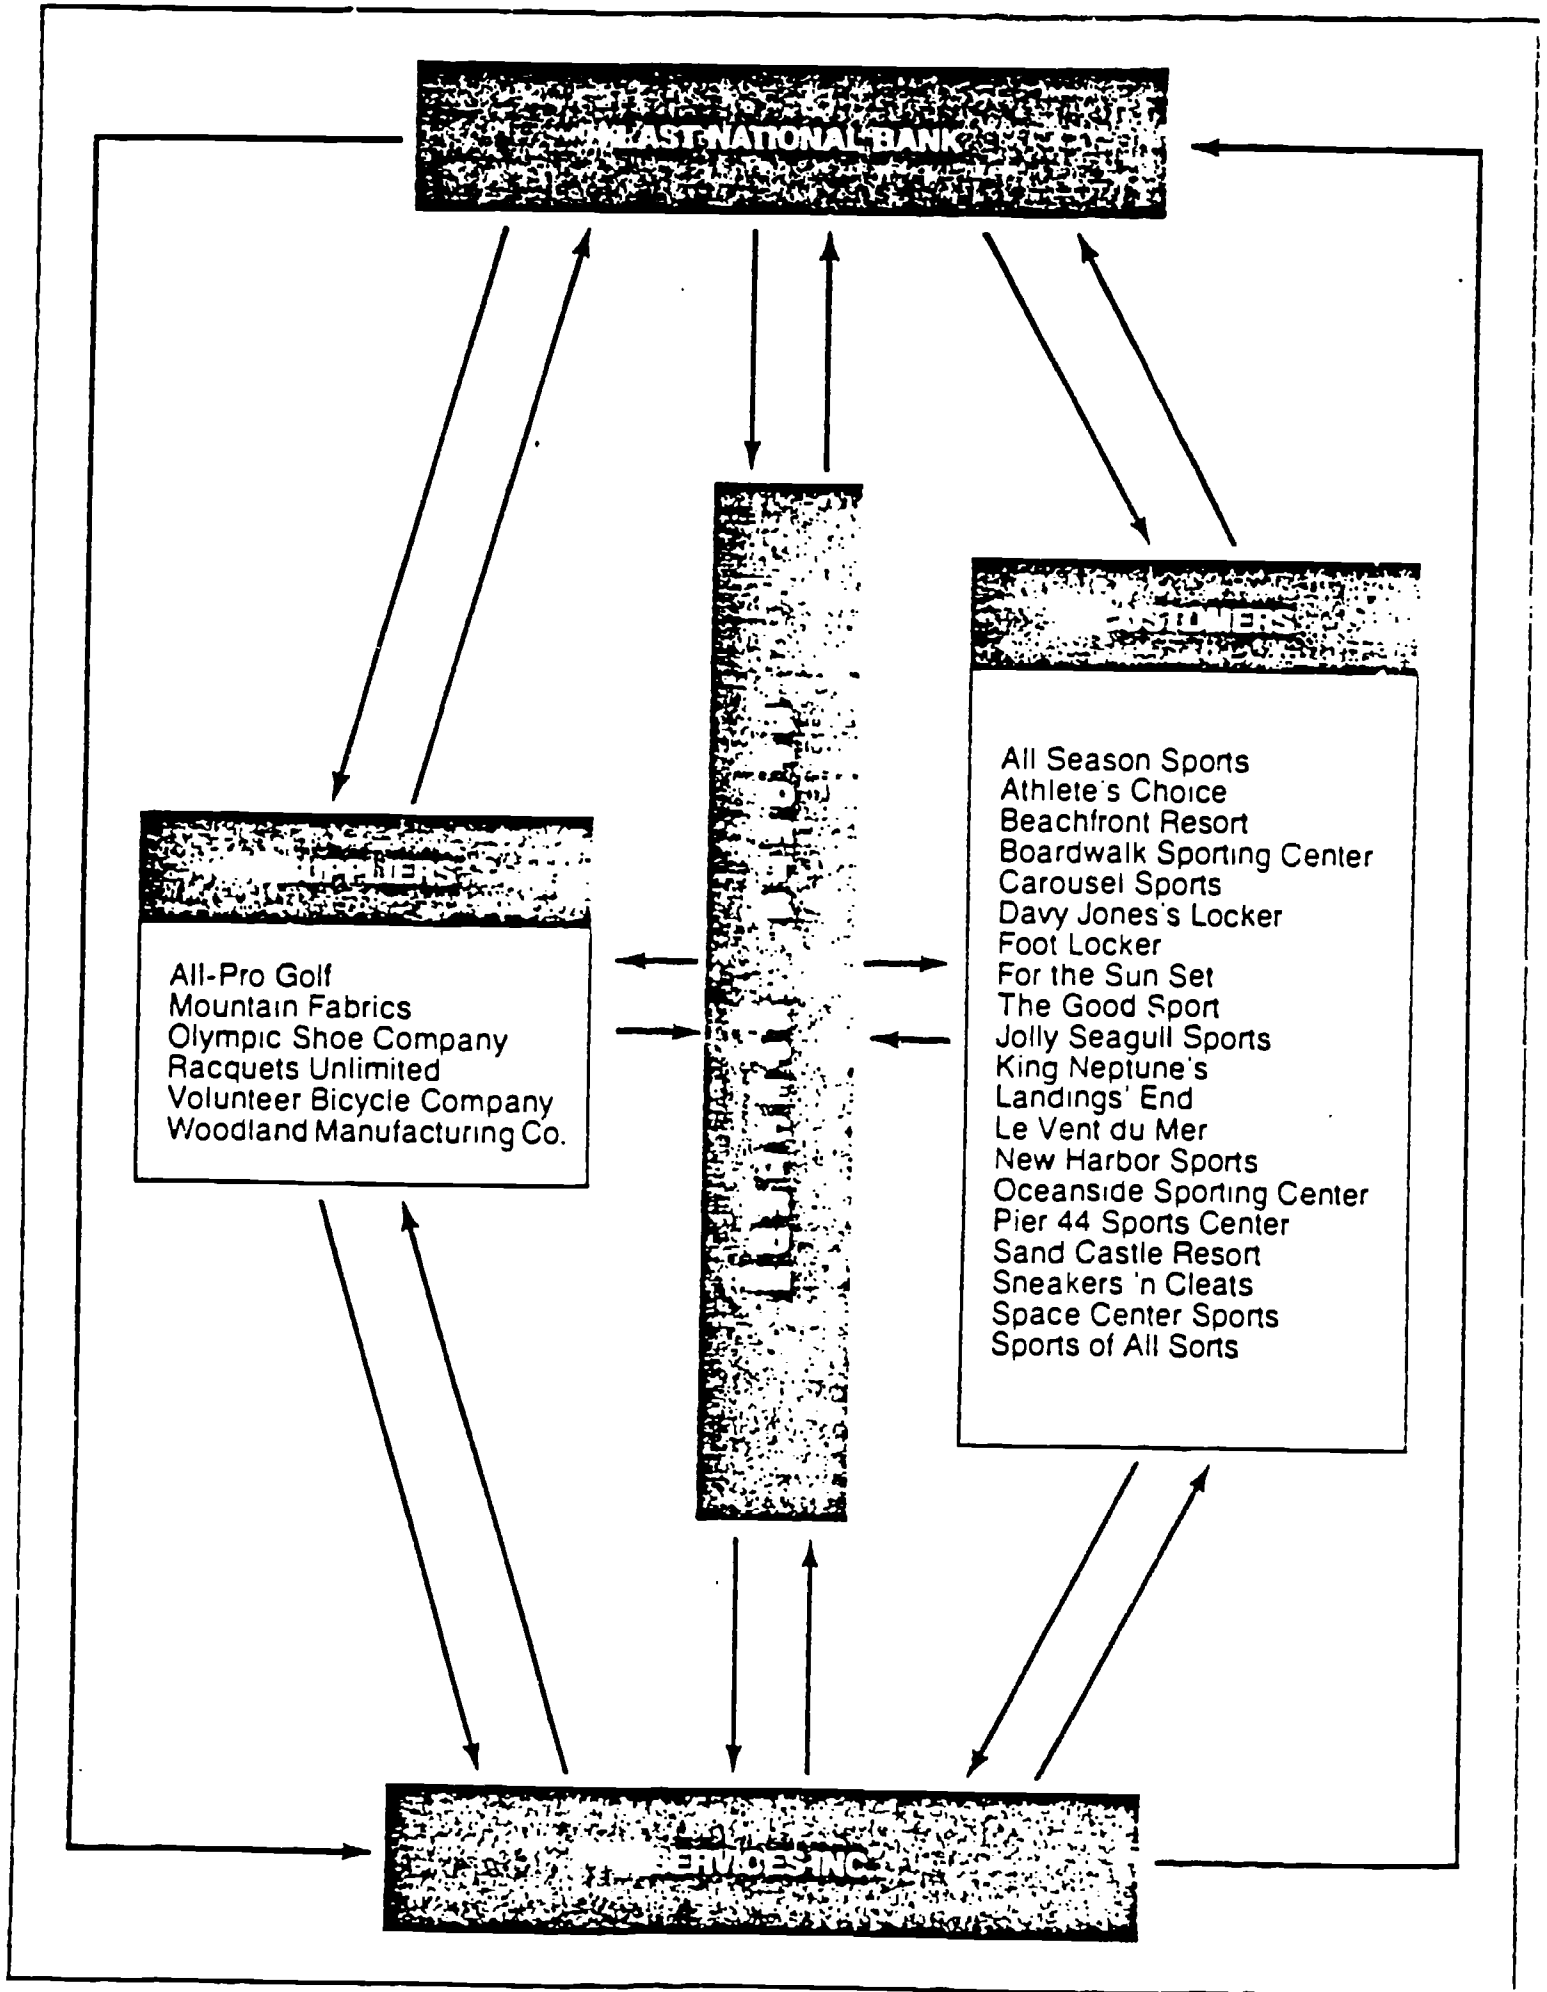 NATIONAL BANK
CUSTOMERS
All Season Sports
Athlete's Choice
Beachfront Resort
Boardwalk Sporting Center
Carousel Sports
Davy Jones's Locker
Foot Locker
For the Sun Set
The Good Sport
Jolly Seagull Sports
King Neptune's
Landings' End
Le Vent du Mer
New Harbor Sports
Oceanside Sporting Center
Pier 44 Sports Center
Sand Castle Resort
Sneakers 'n Cleats
Space Center Sports
Sports of All Sorts
SUPPLIERS
All-Pro Golf
Mountain Fabrics
Olympic Shoe Company
Racquets Unlimited
Volunteer Bicycle Company
Woodland Manufacturing Co.
SERVICES INC.